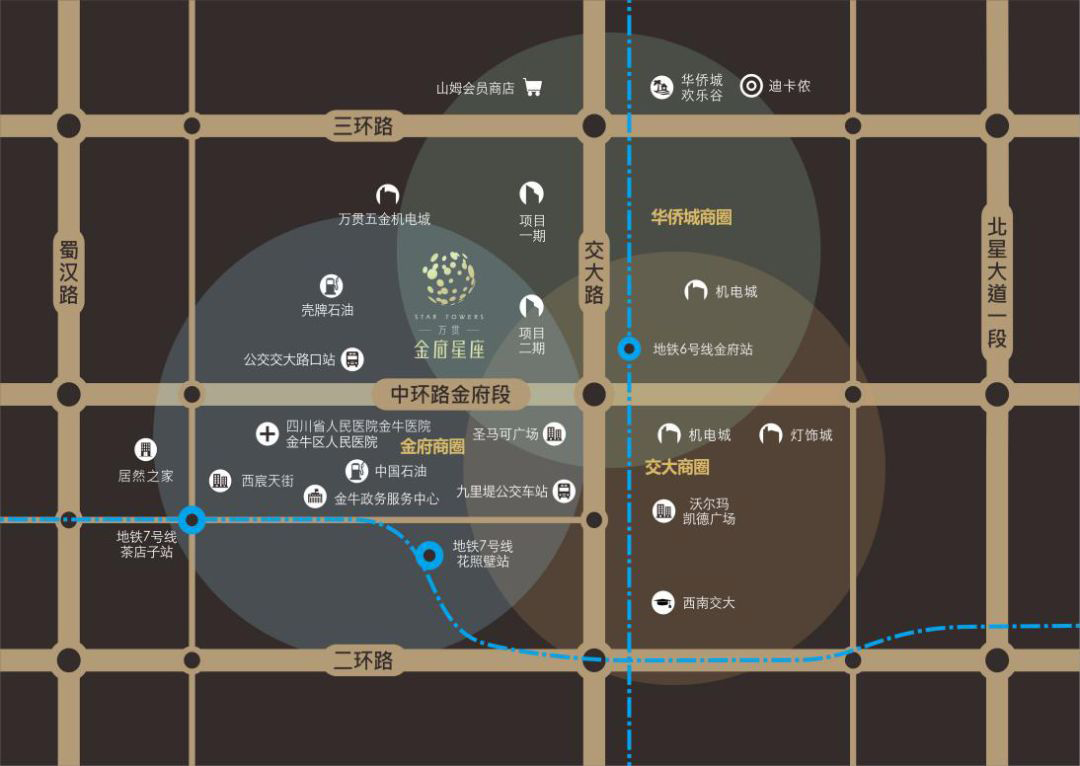 山姆会员商店
华侨城
欢乐谷
迪卡侬
三环路
万贯五金机电城
项目
一期
华侨城商圈
蜀汉路
交大路
北星大道一段
壳牌石油
STAR TOWERS
万贯
金府星座
项目
二期
机电城
公交交大路口站
地铁6号线金府站
中环路金府段
四川省人民医院金牛医院
金牛区人民医院
金府商圈
圣马可广场
机电城
灯饰城
居然之家
西宸天街
中国石油
交大商圈
金牛政务服务中心
九里堤公交车站
沃尔玛
凯德广场
地铁7号线
茶店子站
地铁7号线
花照壁站
西南交大
二环路